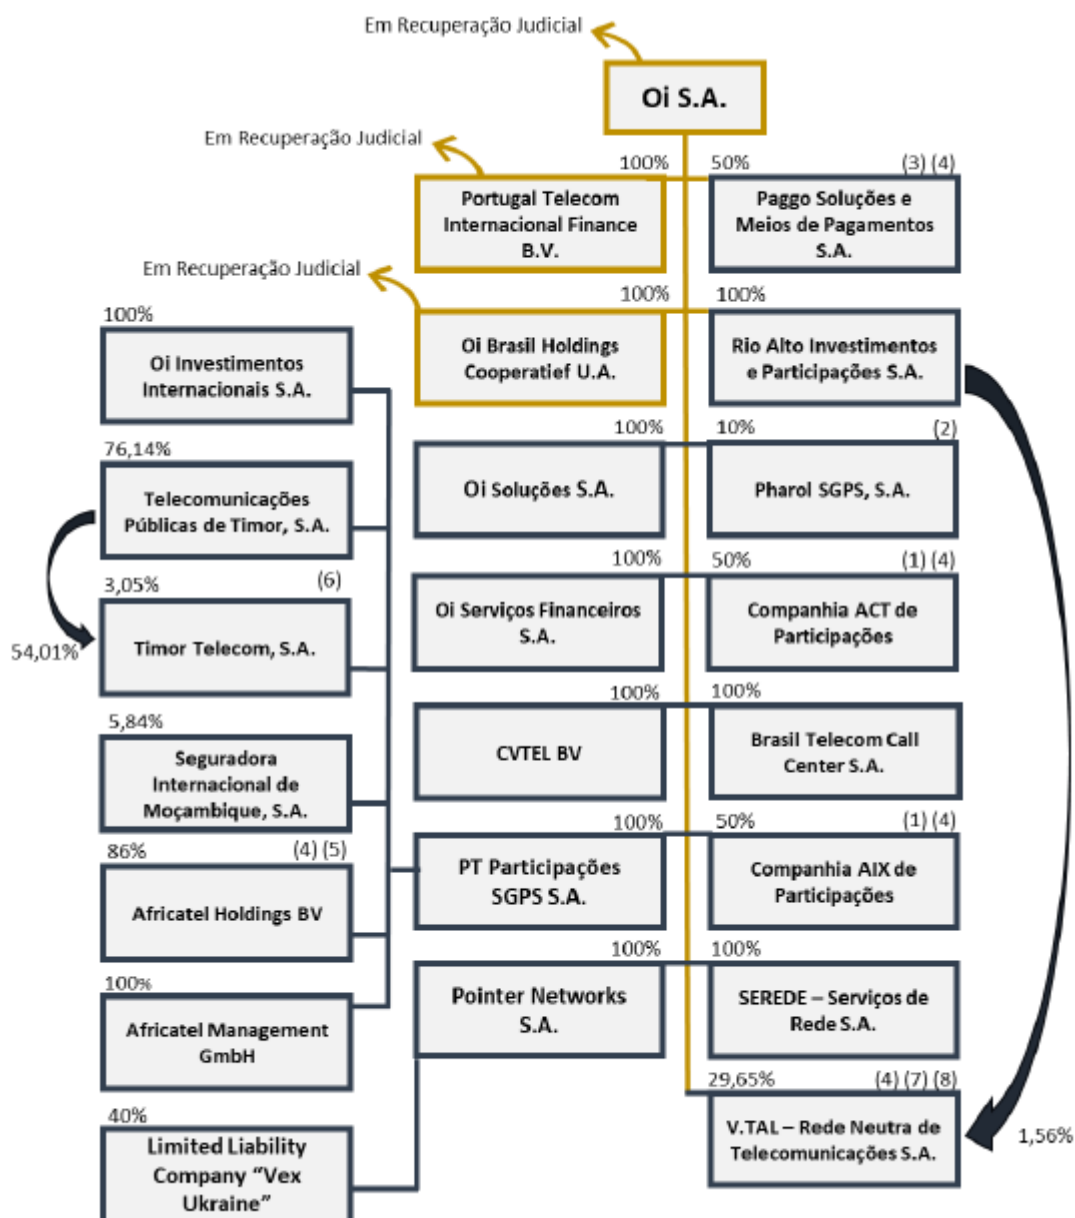 Em Recuperação Judicial
Oi S.A.
Em Recuperação Judicial
100%
50%
(3) (4)
Portugal Telecom
Internacional Finance
B.V.
Paggo Soluções e
Meios de Pagamentos
S.A.
Em Recuperação Judicial
100%
100%
Oi Brasil Holdings
Cooperatief U.A.
Rio Alto Investimentos
e Participações S.A.
100%
Oi Investimentos
Internacionais S.A.
100%
10%
(2)
Oi Soluções S.A.
Pharol SGPS, S.A.
76,14%
Telecomunicações
Públicas de Timor, S.A.
100%
50%
(1) (4)
Oi Serviços Financeiros
S.A.
Companhia ACT de
Participações
3,05%
(6)
Timor Telecom, S.A.
54,01%
100%
100%
CVTEL BV
Brasil Telecom Call
Center S.A.
5,84%
Seguradora
Internacional de
Moçambique, S.A.
100%
50%
(1) (4)
PT Participações
SGPS S.A.
Companhia AIX de
Participações
86%
(4) (5)
Africatel Holdings BV
100%
100%
Pointer Networks
S.A.
SEREDE – Serviços de
Rede S.A.
100%
Africatel Management
GmbH
29,65%
(4) (7) (8)
V.TAL – Rede Neutra de
Telecomunicações S.A.
1,56%
40%
Limited Liability
Company “Vex
Ukraine”